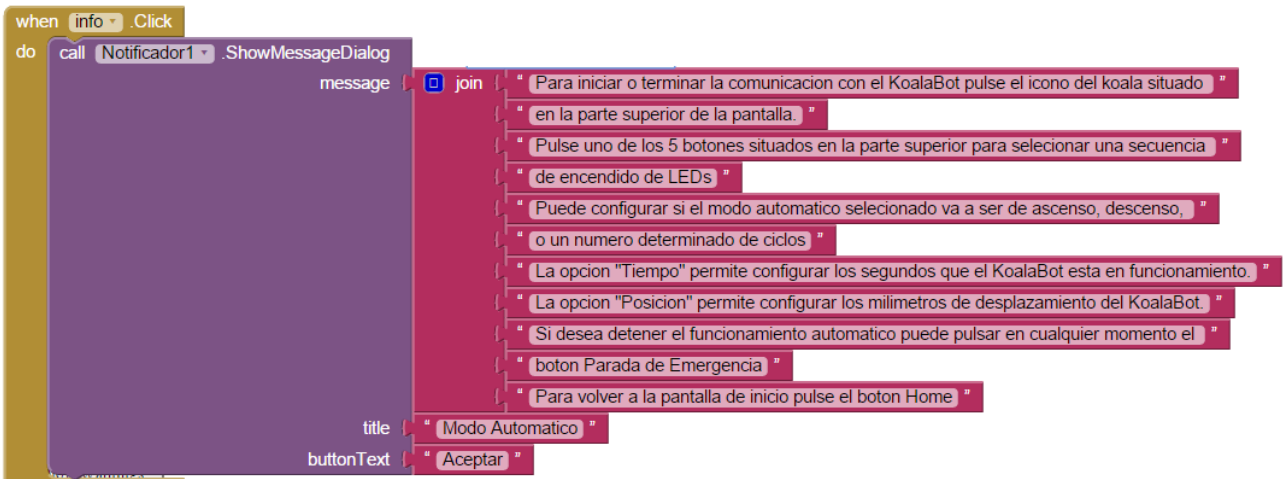 when info .Click
do call Notificador1 .ShowMessageDialog
message join " Para iniciar o terminar la comunicacion con el KoalaBot pulse el icono del koala situado "
" en la parte superior de la pantalla. "
" Pulse uno de los 5 botones situados en la parte superior para selecionar una secuencia "
" de encendido de LEDs "
" Puede configurar si el modo automatico selecionado va a ser de ascenso, descenso, "
" o un numero determinado de ciclos "
" La opcion "Tiempo" permite configurar los segundos que el KoalaBot esta en funcionamiento. "
" La opcion "Posicion" permite configurar los milimetros de desplazamiento del KoalaBot. "
" Si desea detener el funcionamiento automatico puede pulsar en cualquier momento el "
" boton Parada de Emergencia "
" Para volver a la pantalla de inicio pulse el boton Home "
title " Modo Automatico "
buttonText " Aceptar "